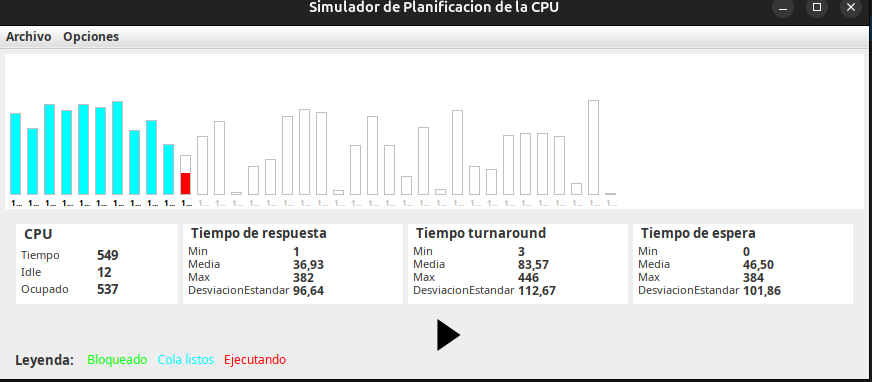 Simulador de Planificacion de la CPU
Archivo Opciones
1... 1... 1... 1... 1... 1... 1... 1... 1... 1... 1... 1... 1... 1... 1... 1... 1... 1... 1... 1... 1... 1... 1... 1... 1... 1... 1... 1... 1... 1... 1... 1... 1... 1... 1... 1...
CPU
Tiempo 549
Idle 12
Ocupado 537
Tiempo de respuesta
Min 1
Media 36,93
Max 382
DesviacionEstandar 96,64
Tiempo turnaround
Min 3
Media 83,57
Max 446
DesviacionEstandar 112,67
Tiempo de espera
Min 0
Media 46,50
Max 384
DesviacionEstandar 101,86
Leyenda: Bloqueado Cola listos Ejecutando